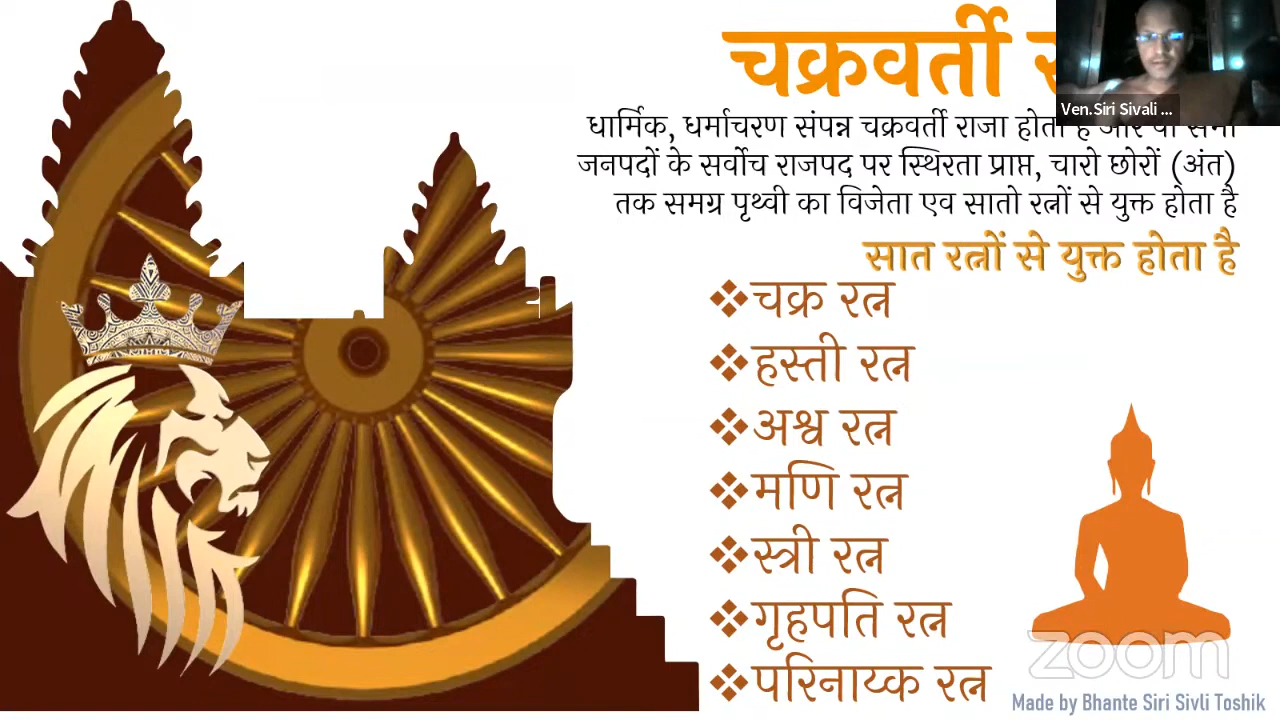 चक्रवर्ती
Ven.Siri Sivali ...
धार्मिक, धर्माचरण संपन्न चक्रवर्ती राजा होता है और वो सभी
जनपदों के सर्वोच राजपद पर स्थिरता प्राप्त, चारो छोरों (अंत)
तक समग्र पृथ्वी का विजेता एव सातो रत्नों से युक्त होता है
सात रत्नों से युक्त होता है
❖चक्र रत्न
❖हस्ती रत्न
❖अश्व रत्न
❖मणि रत्न
❖स्त्री रत्न
❖गृहपति रत्न
❖परिनाय्क रत्न
zoom
Made by Bhante Siri Sivli Toshik